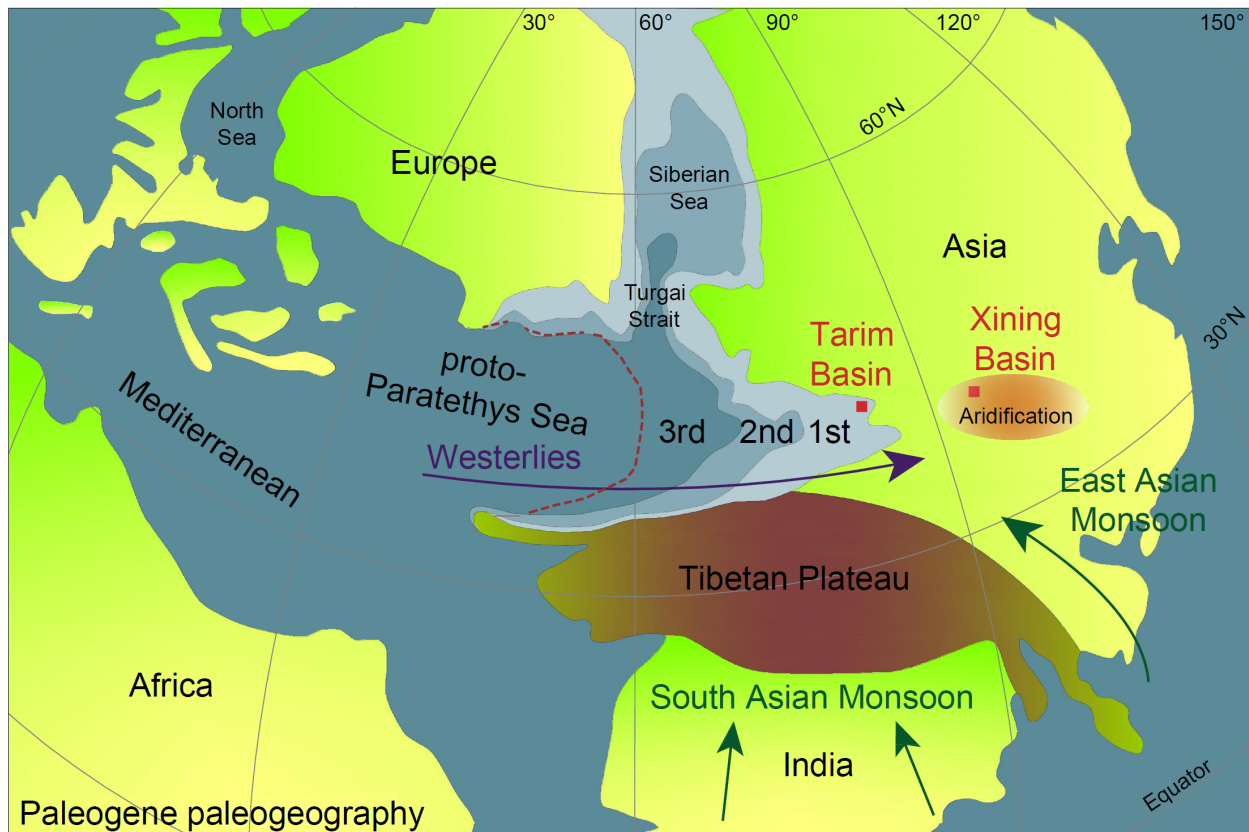 30°
60°
90°
120°
150°
North
Sea
Europe
Siberian
Sea
60°N
Asia
Turgai
Strait
Tarim
Basin
Xining
Basin
30°N
proto-
Paratethys Sea
Mediterranean
Aridification
3rd
2nd
1st
Westerlies
East Asian
Monsoon
Tibetan Plateau
Africa
South Asian Monsoon
India
Equator
Paleogene paleogeography